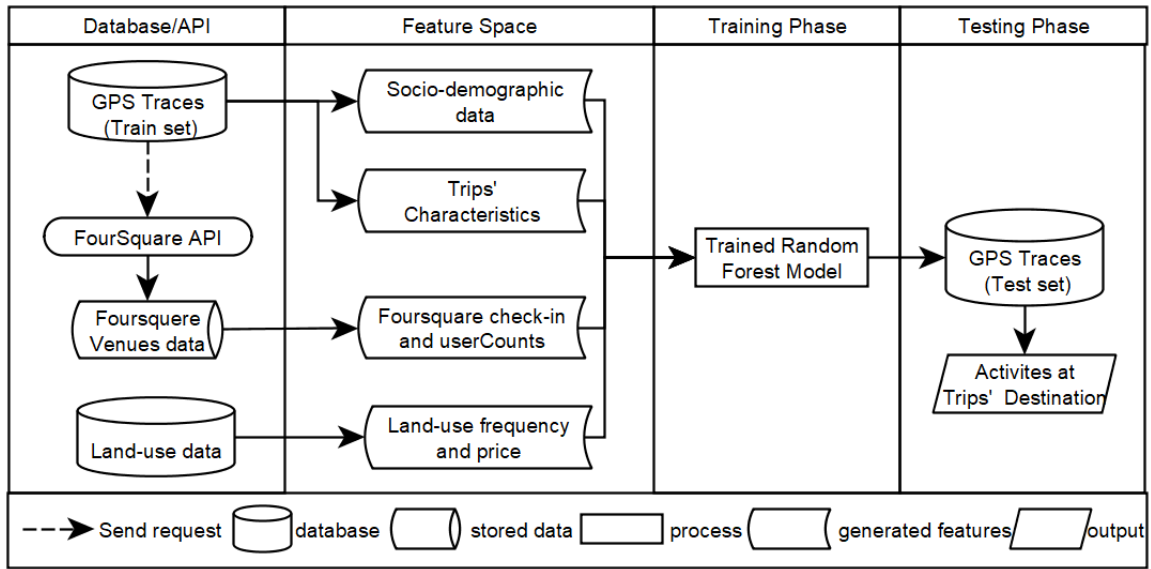 Database/API
Feature Space
Training Phase
Testing Phase
GPS Traces
(Train set)
FourSquare API
Foursquere
Venues data
Land-use data
Socio-demographic
data
Trips'
Characteristics
Foursquare check-in
and userCounts
Land-use frequency
and price
Trained Random
Forest Model
GPS Traces
(Test set)
Activites at
Trips' Destination
Send request
database
stored data
process
generated features
output